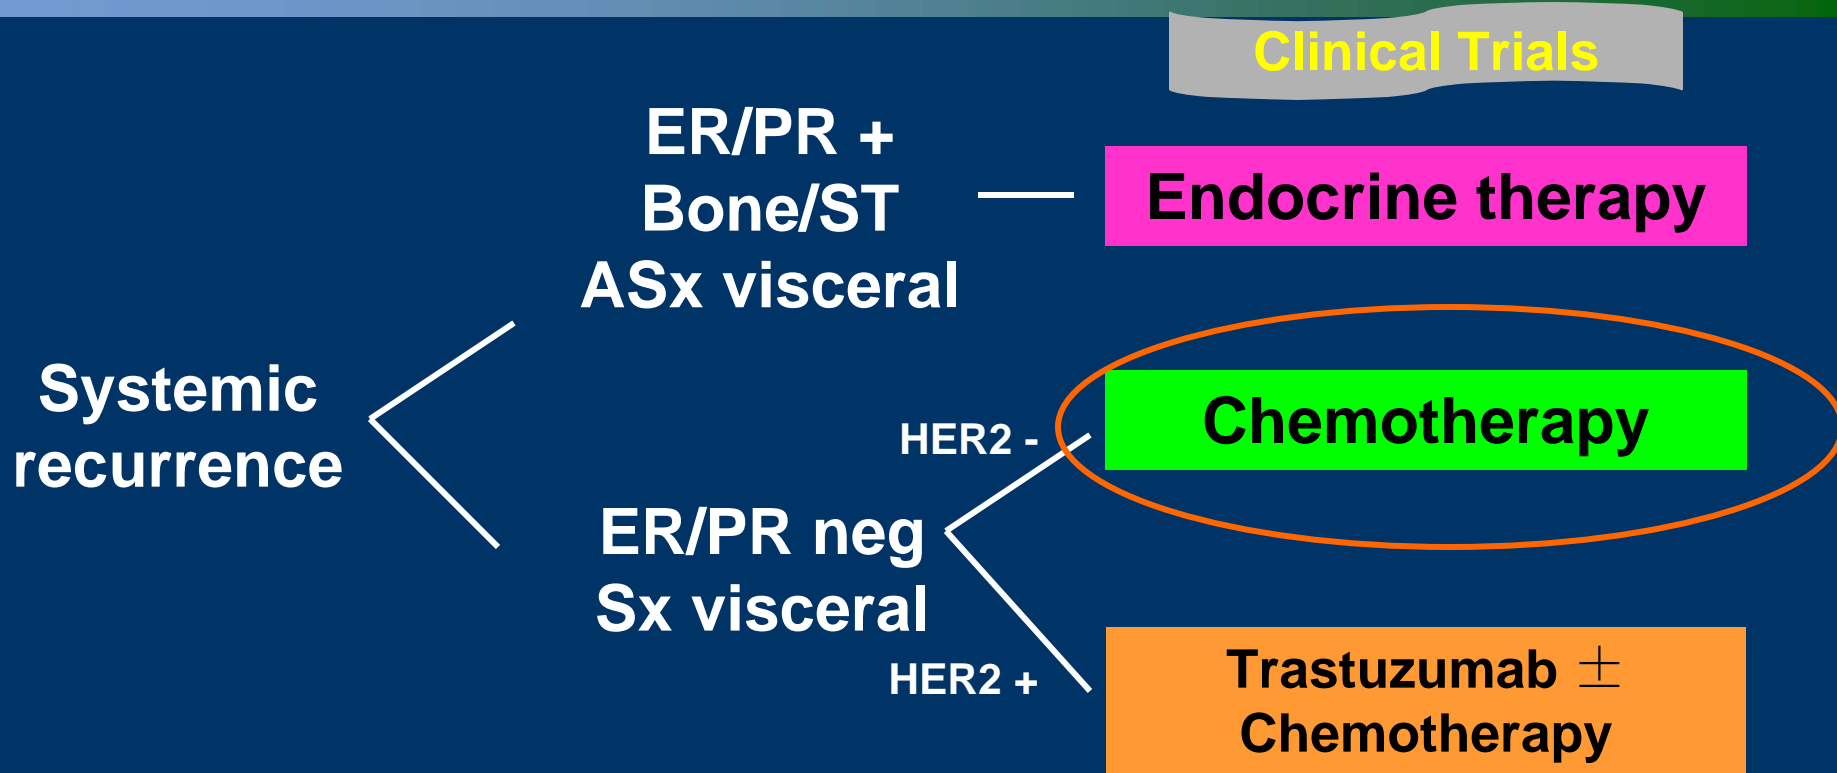 Clinical Trials
ER/PR +
Bone/ST
ASx visceral
Endocrine therapy
Systemic
recurrence
HER2 -
Chemotherapy
ER/PR neg
Sx visceral
HER2 +
Trastuzumab ±
Chemotherapy